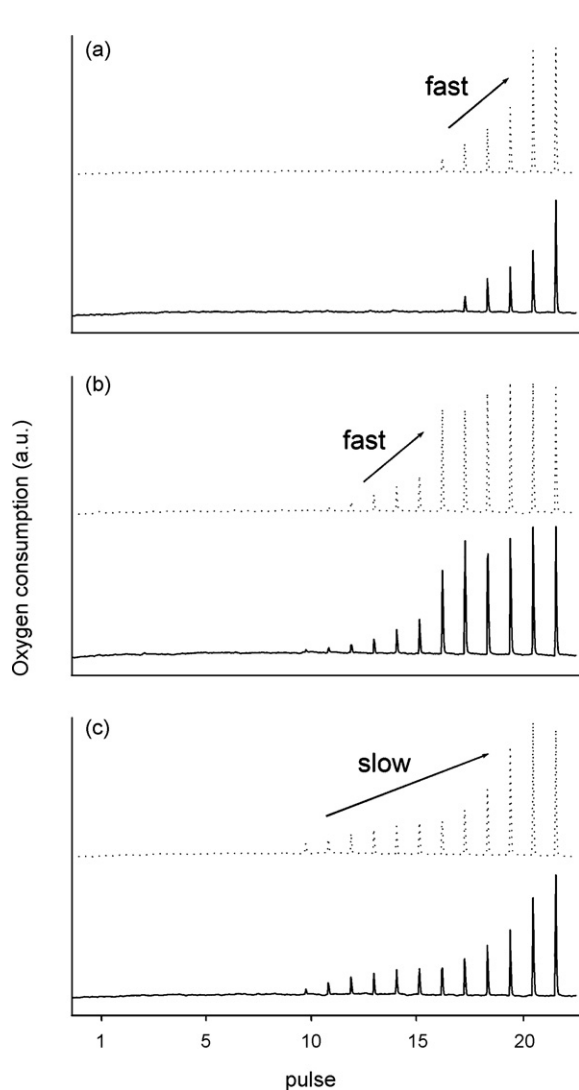 (a)
fast
(b)
fast
Oxygen consumption (a.u.)
(c)
slow
1 5 10 15 20
pulse